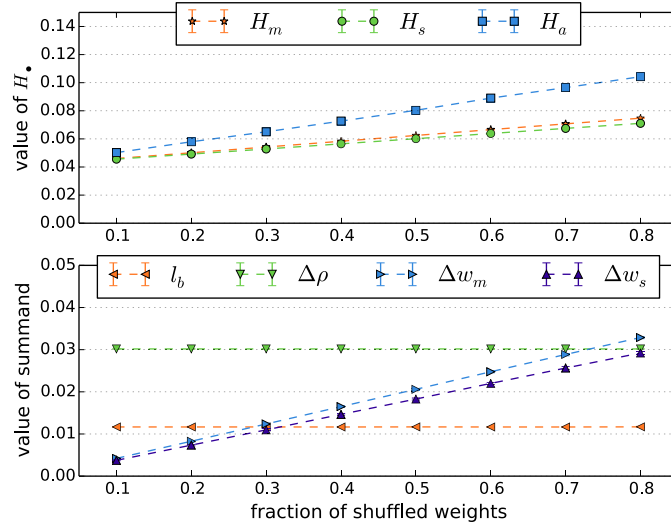 H_m H_s H_a
0.14
0.12
0.10
0.08
0.06
0.04
0.02
0.00
value of H_•
0.1 0.2 0.3 0.4 0.5 0.6 0.7 0.8
l_b Δρ Δw_m Δw_s
0.05
0.04
0.03
0.02
0.01
0.00
value of summand
0.1 0.2 0.3 0.4 0.5 0.6 0.7 0.8
fraction of shuffled weights